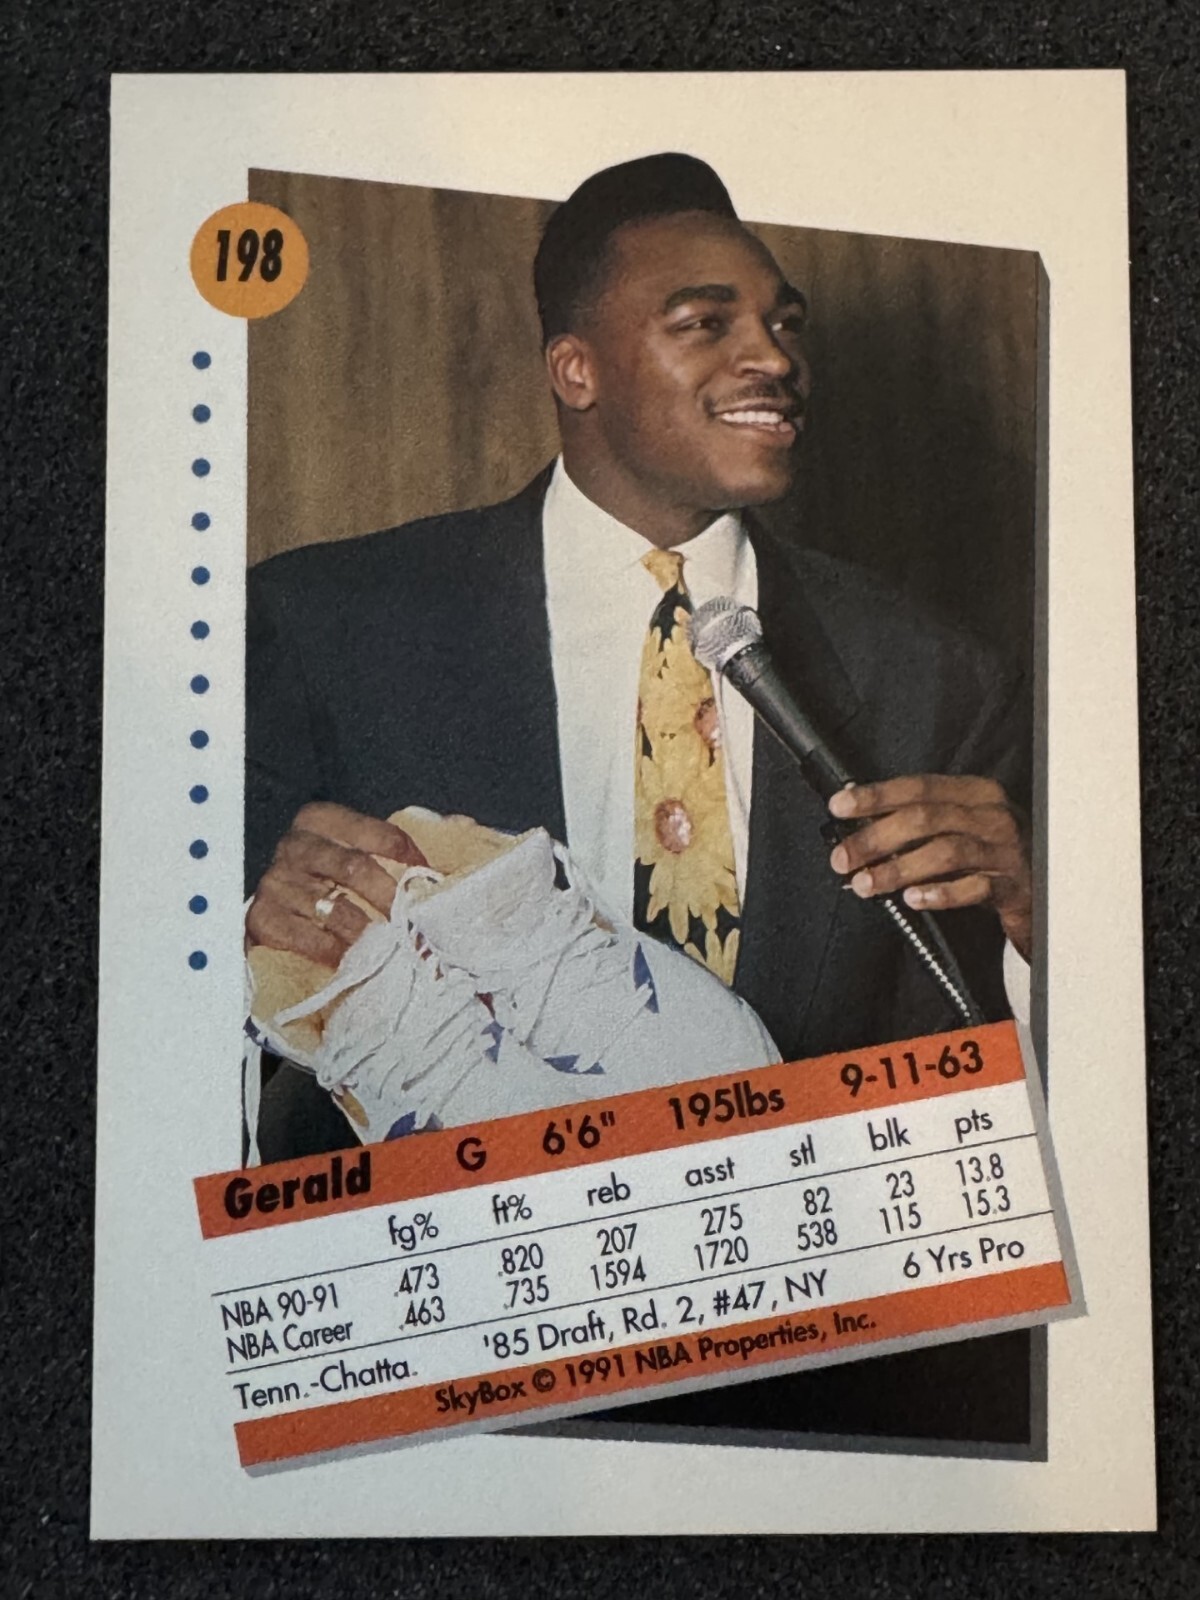 198
Gerald G 6'6" 195lbs 9-11-63
fg% ft% reb asst stl blk pts
NBA 90-91 .473 .820 207 275 82 23 13.8
NBA Career .463 .735 1594 1720 538 115 15.3
Tenn.-Chatta. '85 Draft, Rd. 2, #47, NY 6 Yrs Pro
SkyBox © 1991 NBA Properties, Inc.